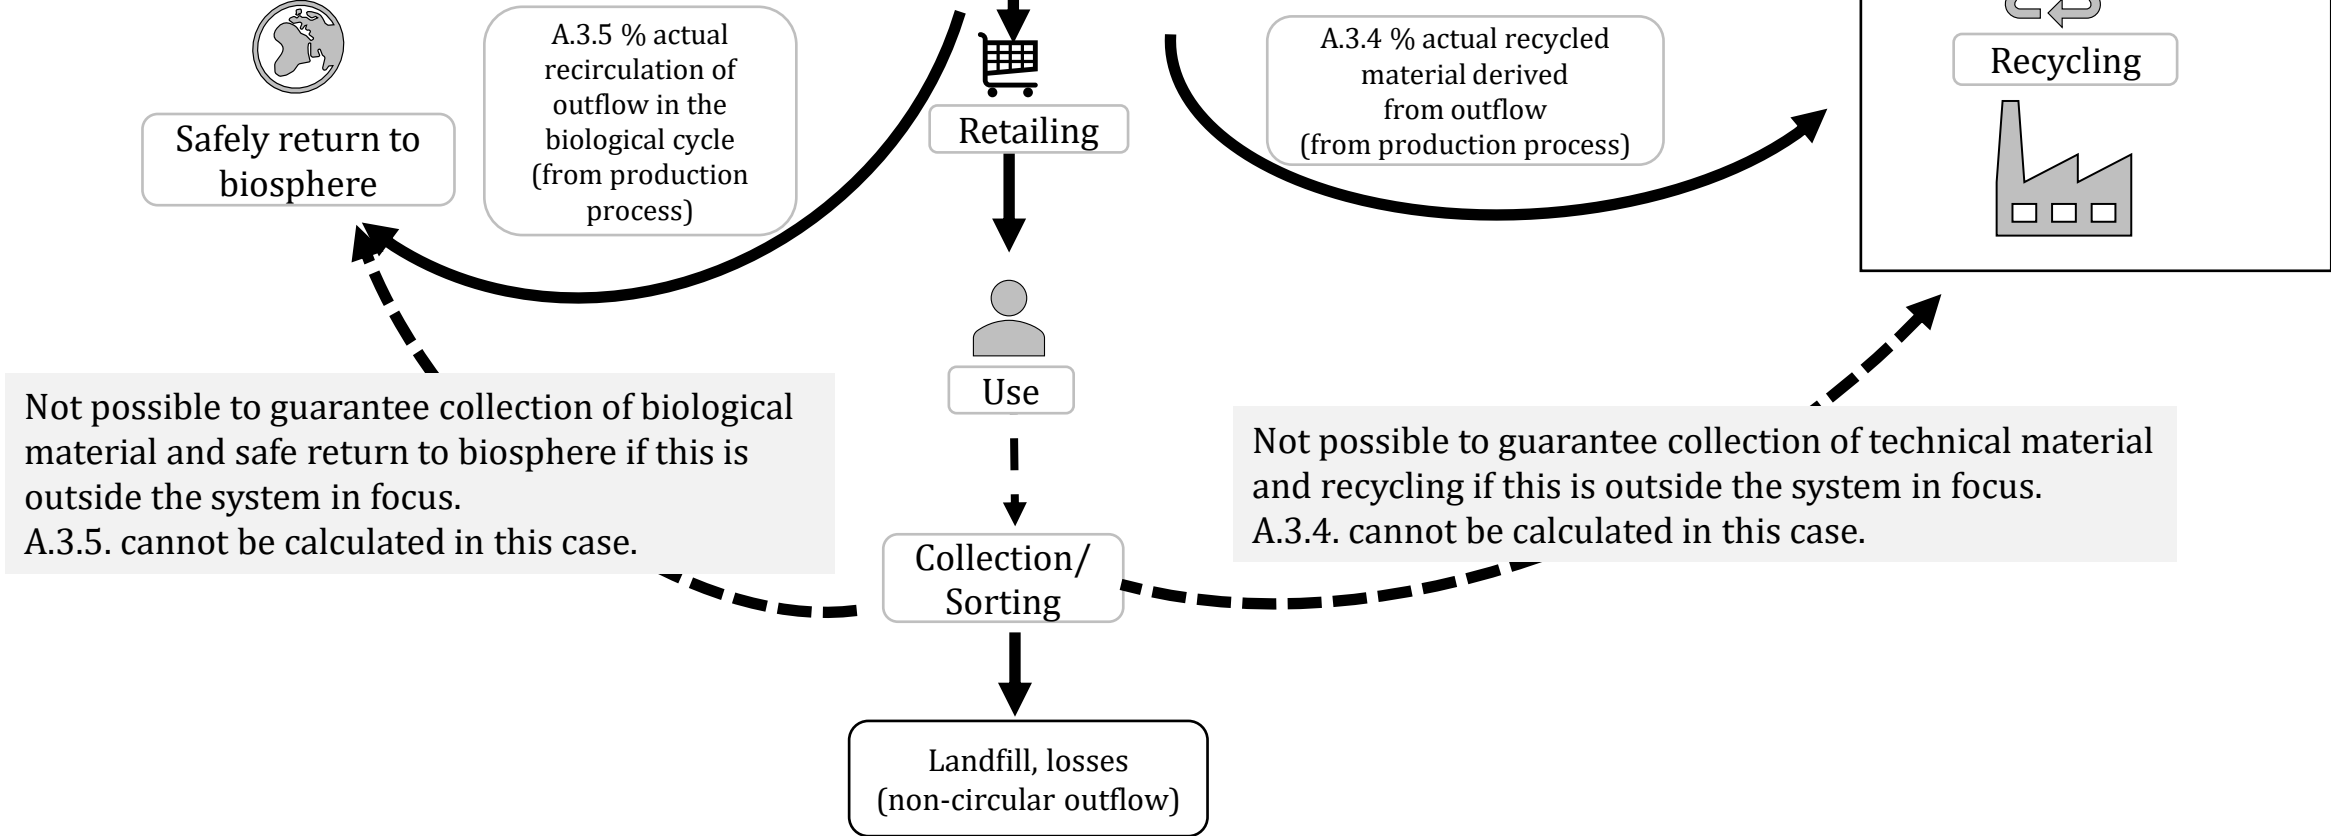 A.3.5 % actual
recirculation of
outflow in the
biological cycle
(from production
process)
A.3.4 % actual recycled
material derived
from outflow
(from production process)
Recycling
Safely return to
biosphere
Retailing
Use
Not possible to guarantee collection of biological
material and safe return to biosphere if this is
outside the system in focus.
A.3.5. cannot be calculated in this case.
Not possible to guarantee collection of technical material
and recycling if this is outside the system in focus.
A.3.4. cannot be calculated in this case.
Collection/
Sorting
Landfill, losses
(non-circular outflow)